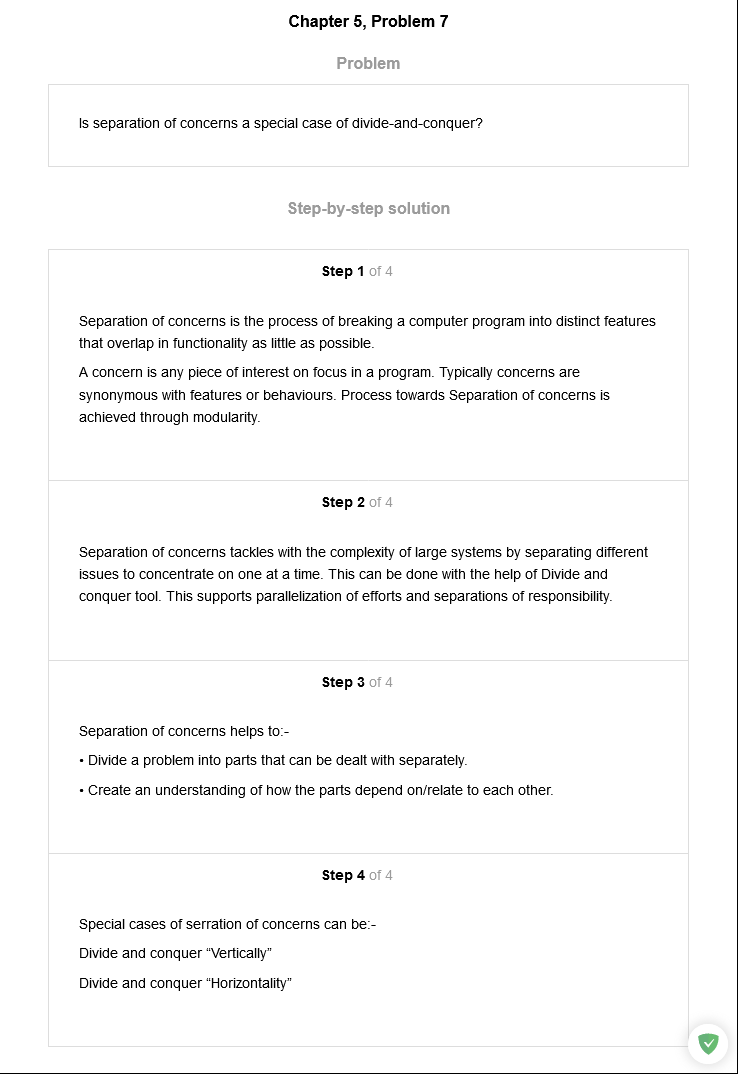 Chapter 5, Problem 7
Problem
Is separation of concerns a special case of divide-and-conquer?
Step-by-step solution
Step 1 of 4
Separation of concerns is the process of breaking a computer program into distinct features
that overlap in functionality as little as possible.
A concern is any piece of interest on focus in a program. Typically concerns are
synonymous with features or behaviours. Process towards Separation of concerns is
achieved through modularity.
Step 2 of 4
Separation of concerns tackles with the complexity of large systems by separating different
issues to concentrate on one at a time. This can be done with the help of Divide and
conquer tool. This supports parallelization of efforts and separations of responsibility.
Step 3 of 4
Separation of concerns helps to:-
• Divide a problem into parts that can be dealt with separately.
• Create an understanding of how the parts depend on/relate to each other.
Step 4 of 4
Special cases of serration of concerns can be:-
Divide and conquer “Vertically”
Divide and conquer “Horizontality”